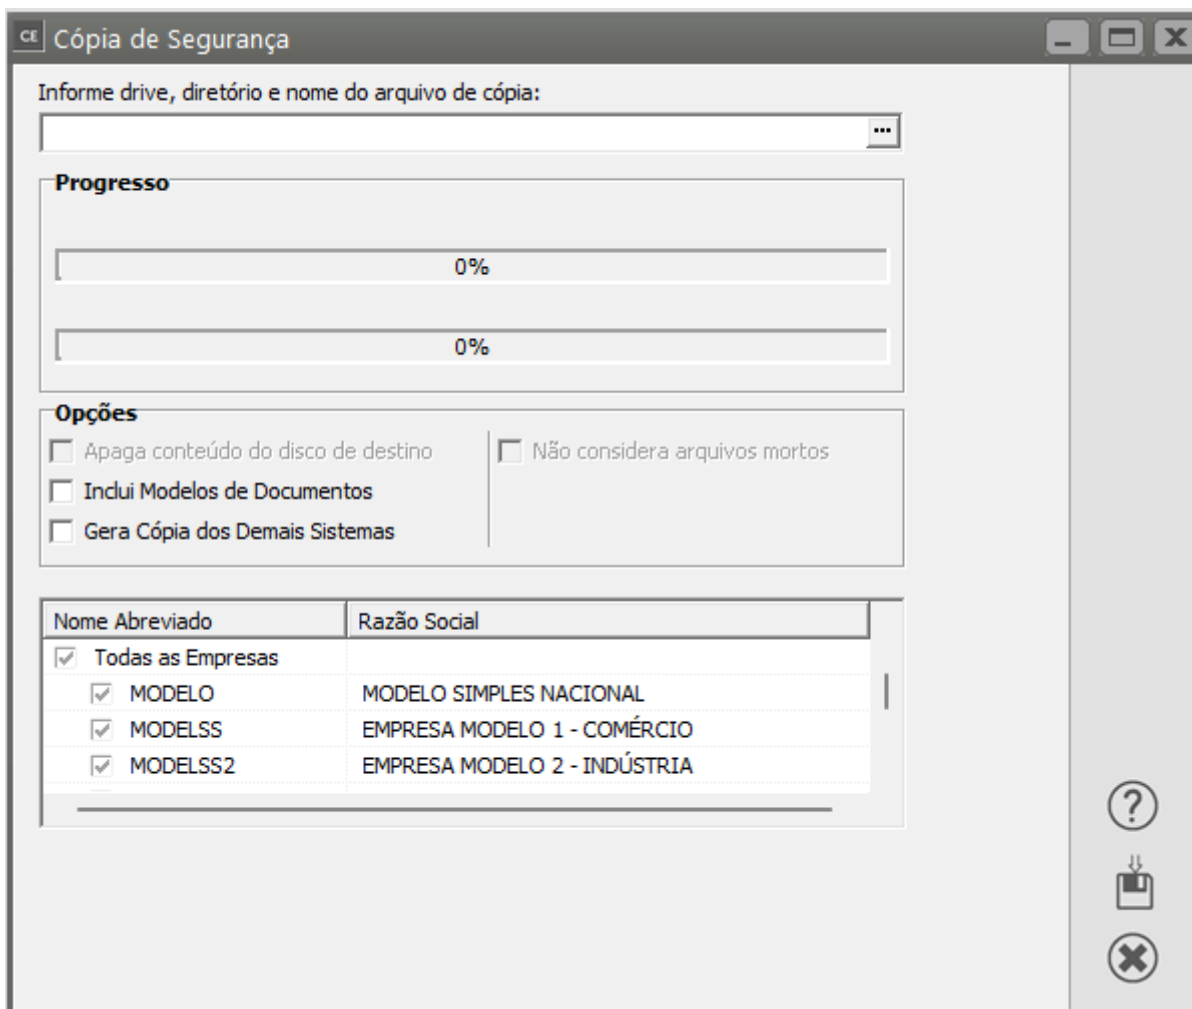 CE Cópia de Segurança
Informe drive, diretório e nome do arquivo de cópia:
...
Progresso
0%
0%
Opções
Apaga conteúdo do disco de destino Não considera arquivos mortos
Inclui Modelos de Documentos
Gera Cópia dos Demais Sistemas
Nome Abreviado Razão Social
Todas as Empresas
MODELO MODELO SIMPLES NACIONAL
MODELSS EMPRESA MODELO 1 - COMÉRCIO
MODELSS2 EMPRESA MODELO 2 - INDÚSTRIA
?